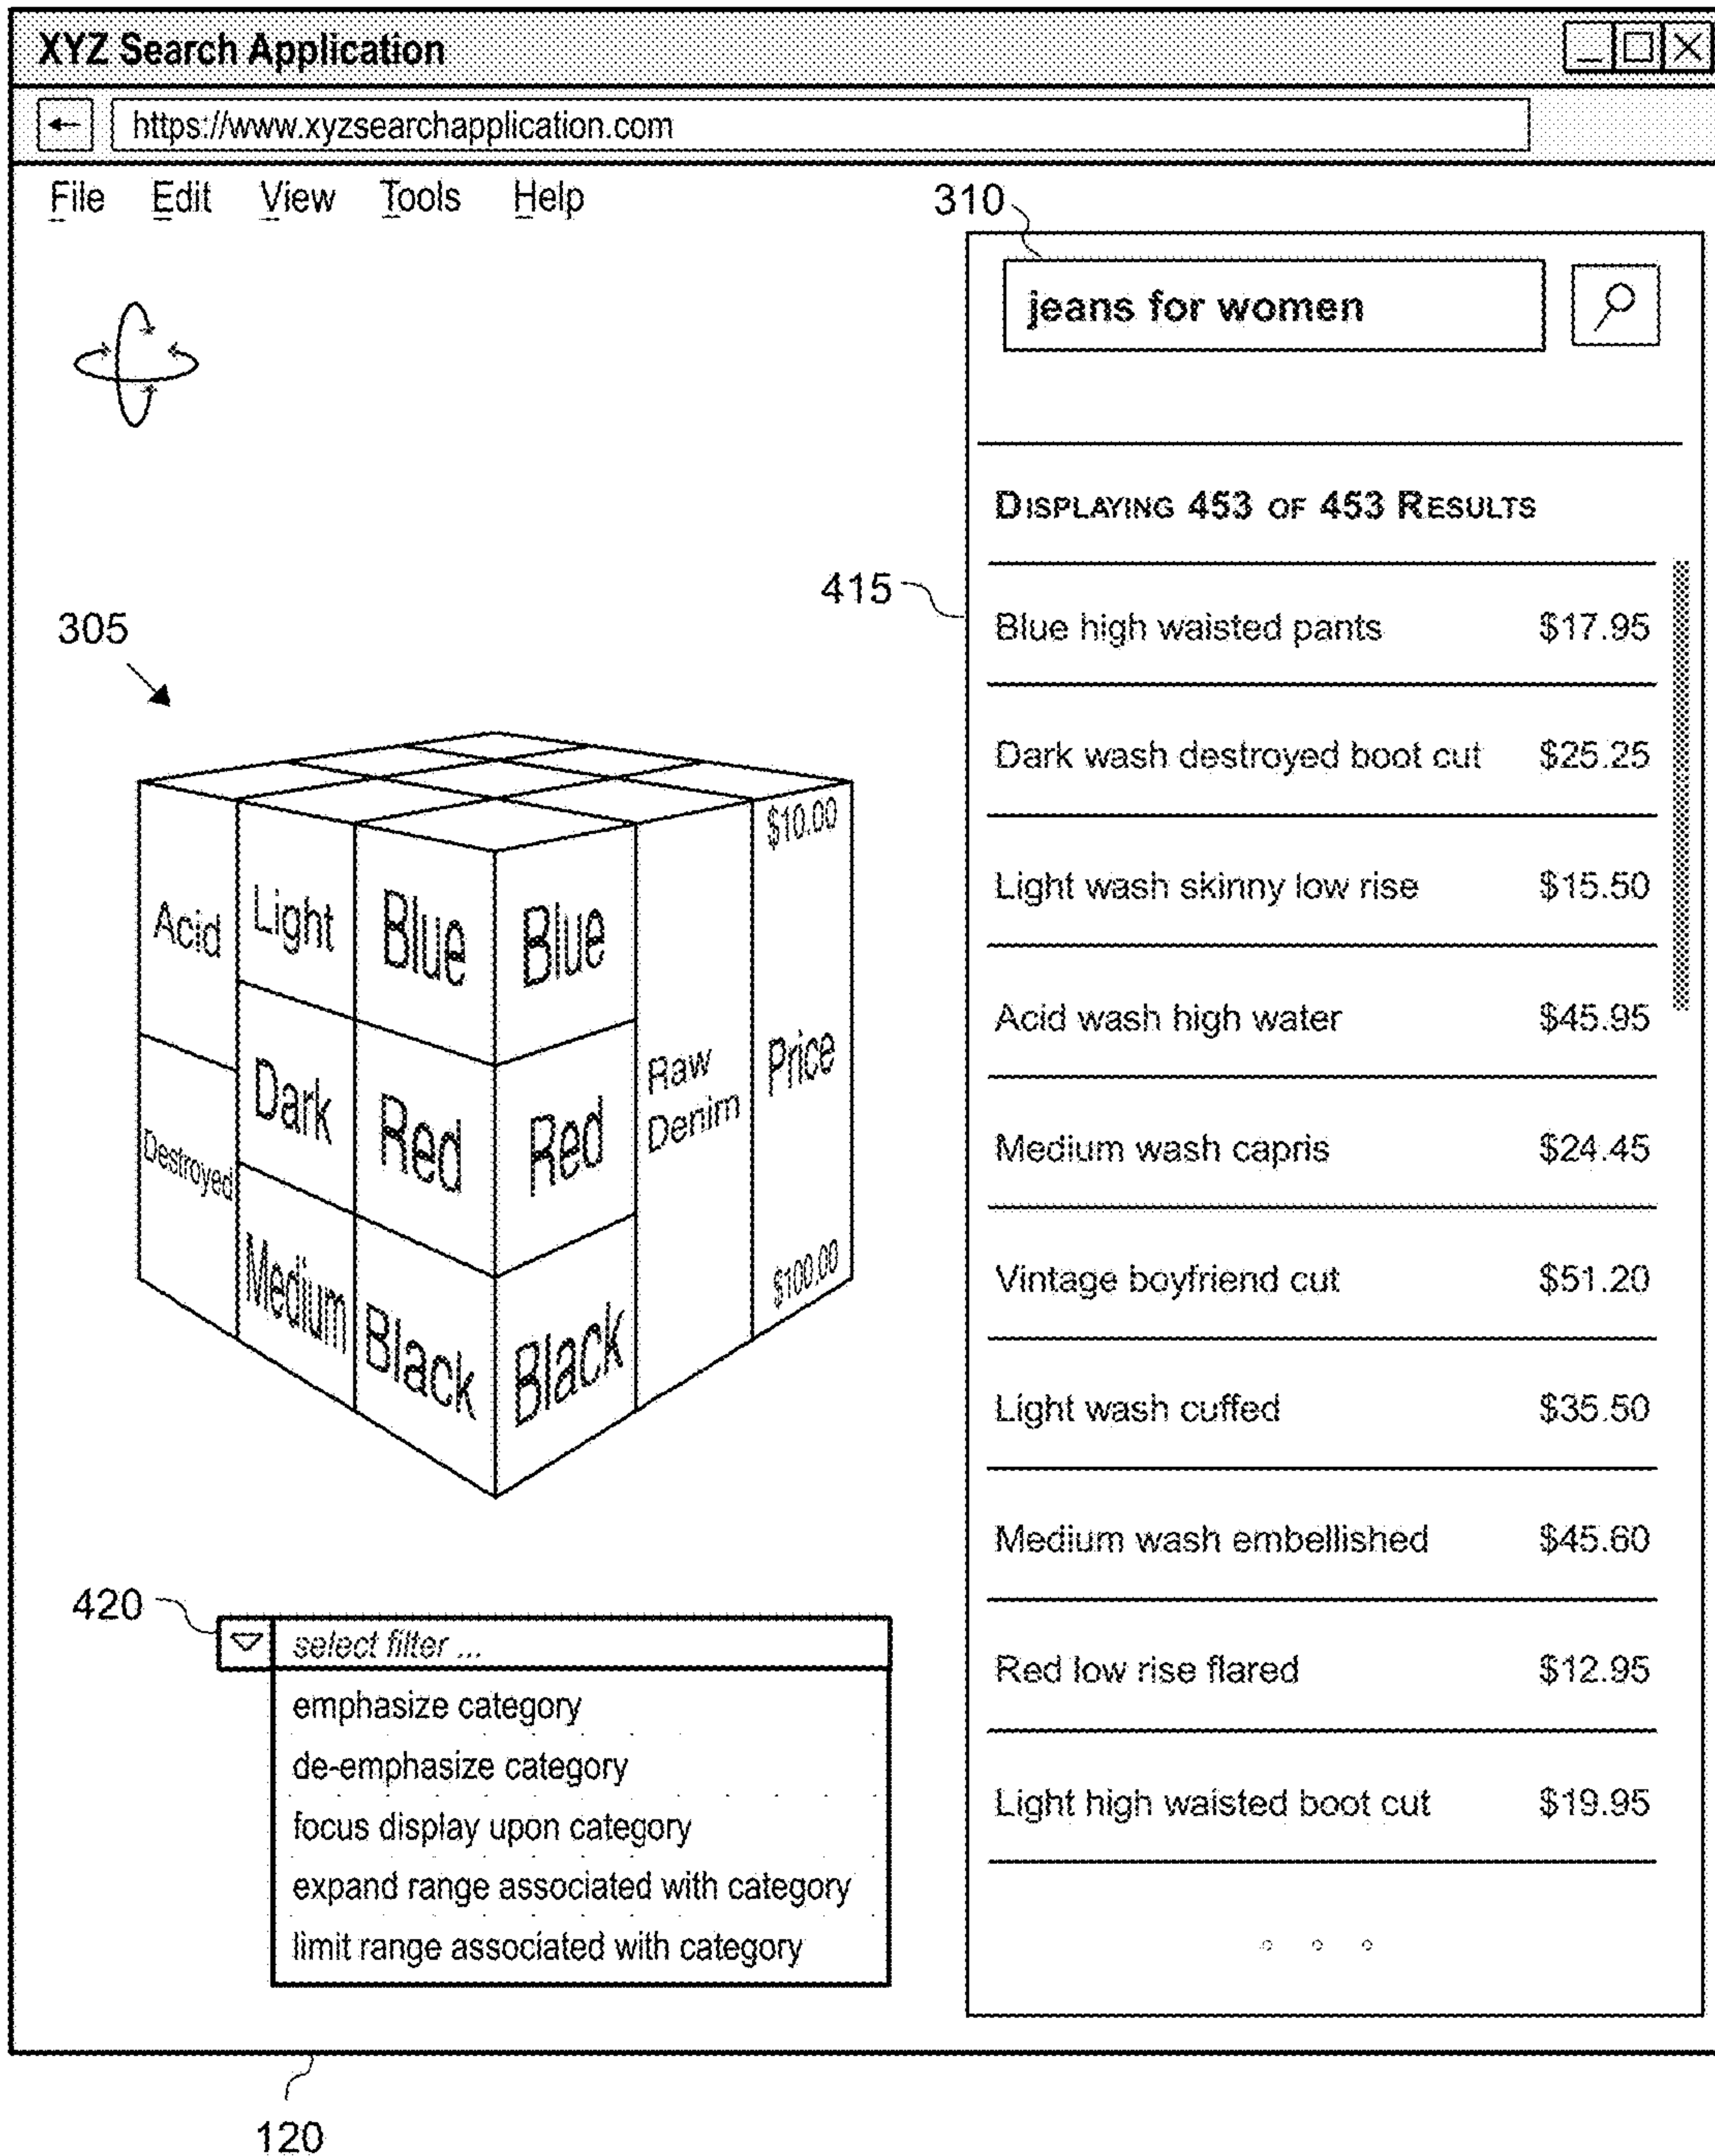 XYZ Search Application
https://www.xyzsearchapplication.com
File Edit View Tools Help
310
jeans for women
DISPLAYING 453 OF 453 RESULTS
415
Blue high waisted pants $17.95
Dark wash destroyed boot cut $25.25
Light wash skinny low rise $15.50
Acid wash high water $45.95
Medium wash capris $24.45
Vintage boyfriend cut $51.20
Light wash cuffed $35.50
Medium wash embellished $45.60
Red low rise flared $12.95
Light high waisted boot cut $19.95
305
Acid
Destroyed
Light
Dark
Medium
Blue
Red
Black
Blue
Red
Black
Raw
Denim
$10.00
Price
$100.00
420
select filter ...
emphasize category
de-emphasize category
focus display upon category
expand range associated with category
limit range associated with category
120